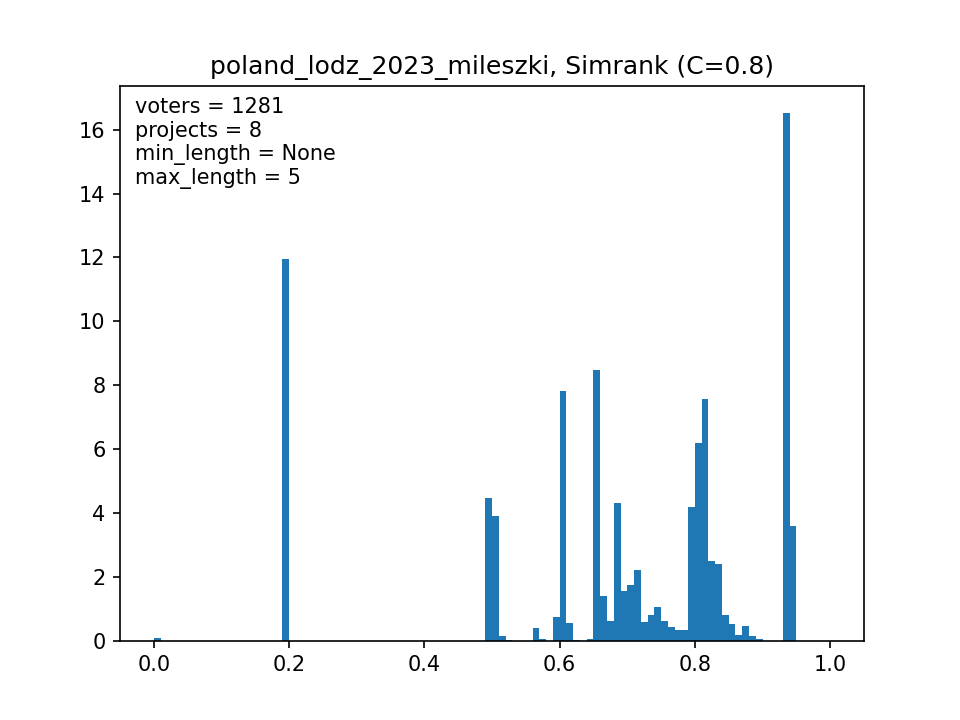 poland_lodz_2023_mileszki, Simrank (C=0.8)
voters = 1281
projects = 8
min_length = None
max_length = 5
16
14
12
10
8
6
4
2
0
0.0 0.2 0.4 0.6 0.8 1.0